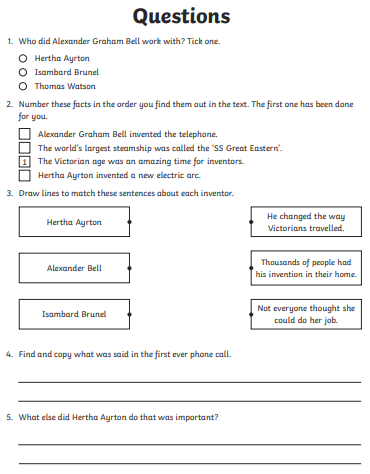 Questions
1. Who did Alexander Graham Bell work with? Tick one.
Hertha Ayrton
Isambard Brunel
Thomas Watson
2. Number these facts in the order you find them out in the text. The first one has been done
for you.
Alexander Graham Bell invented the telephone.
The world's largest steamship was called the 'SS Great Eastern'.
1 The Victorian age was an amazing time for inventors.
Hertha Ayrton invented a new electric arc.
3. Draw lines to match these sentences about each inventor.
Hertha Ayrton
He changed the way
Victorians travelled.
Alexander Bell
Thousands of people had
his invention in their home.
Isambard Brunel
Not everyone thought she
could do her job.
4. Find and copy what was said in the first ever phone call.
5. What else did Hertha Ayrton do that was important?